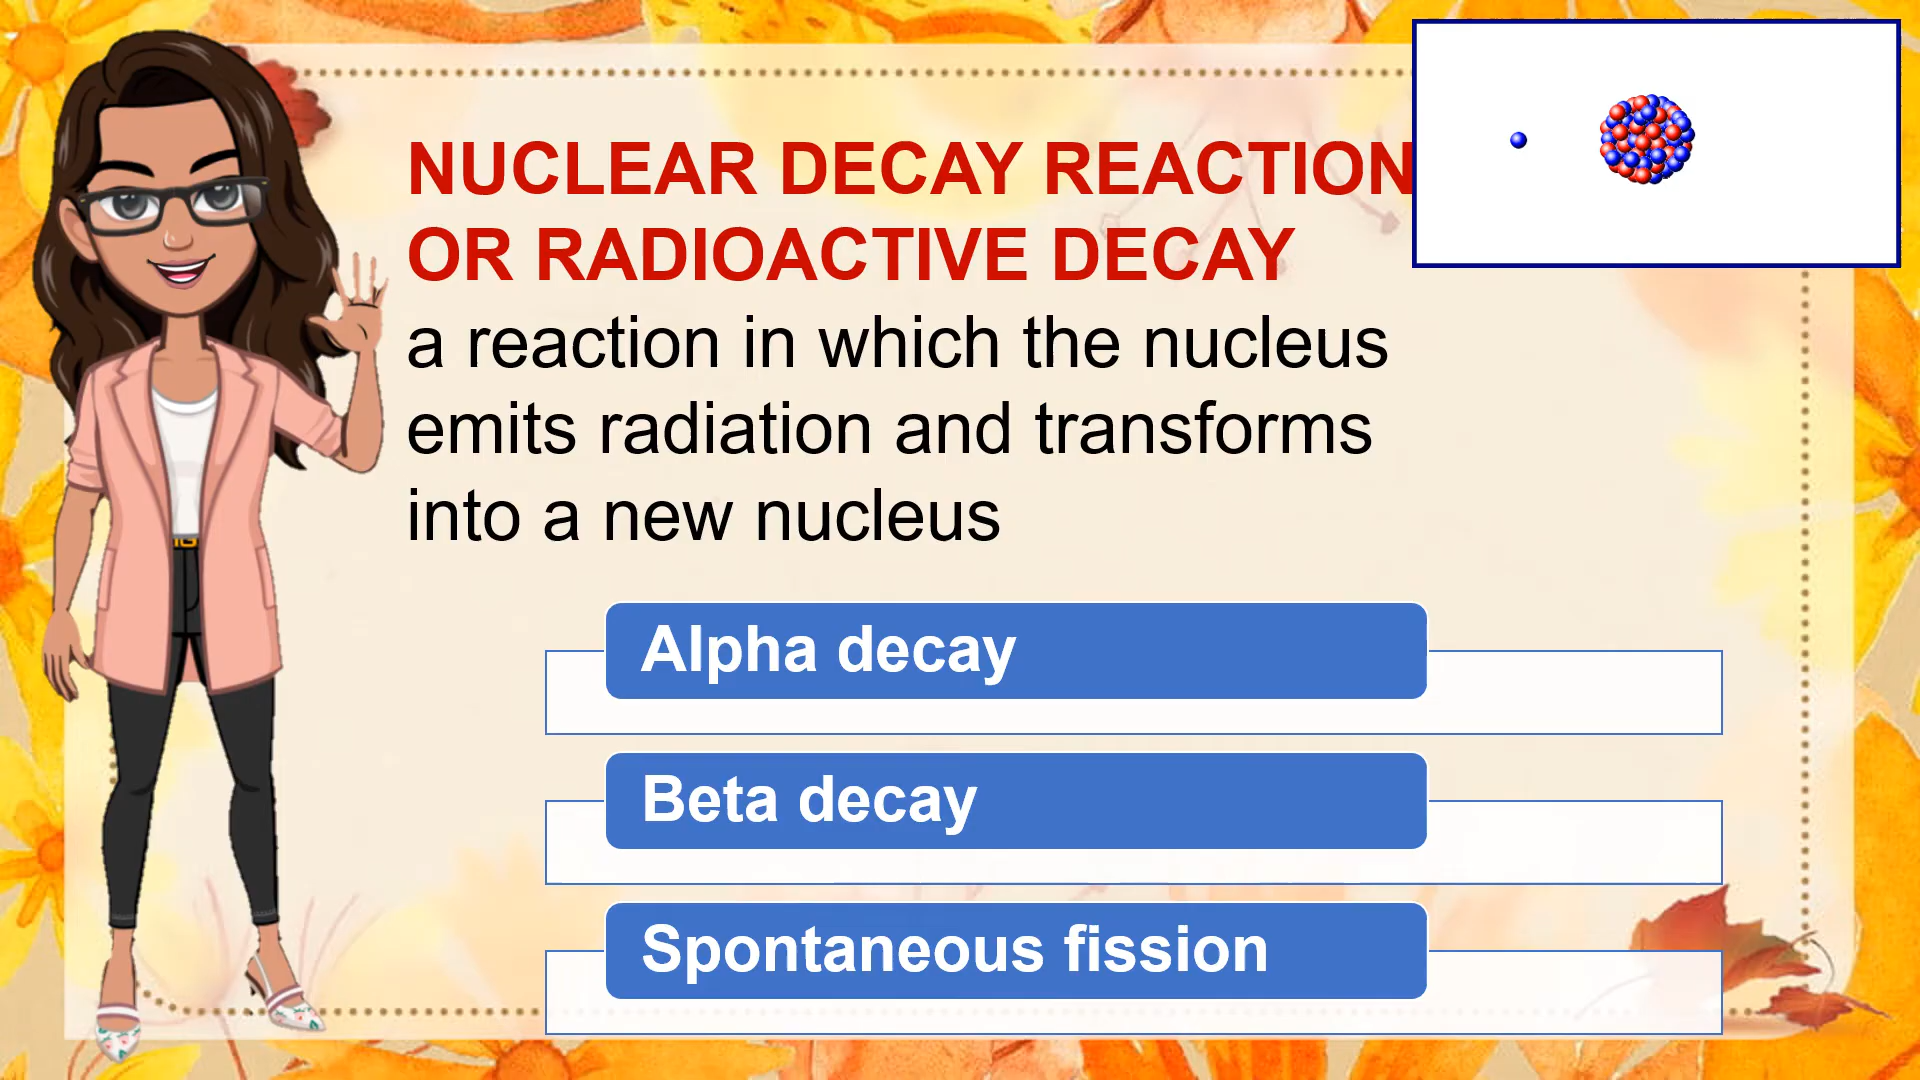 NUCLEAR DECAY REACTION
OR RADIOACTIVE DECAY
a reaction in which the nucleus
emits radiation and transforms
into a new nucleus
Alpha decay
Beta decay
Spontaneous fission